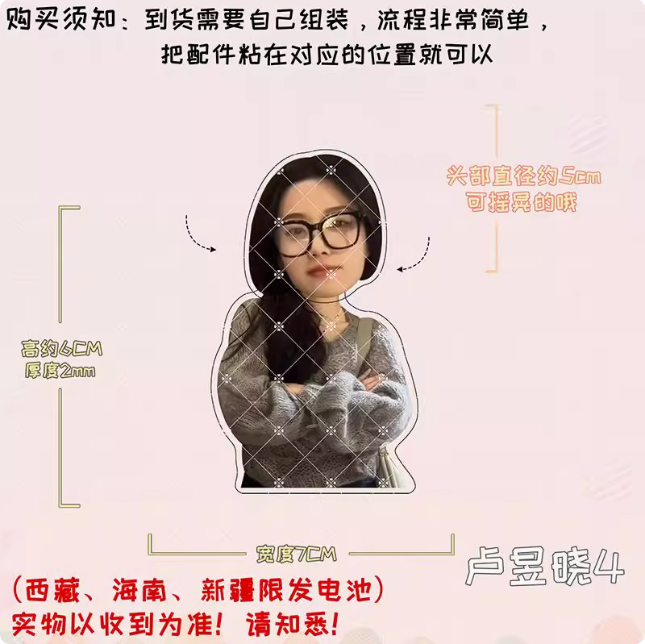 购买须知：到货需要自己组装，流程非常简单，
把配件粘在对应的位置就可以
头部直径约5cm
可摇晃的哦
高约6CM
厚度2mm
宽度7CM
卢昱晓4
(西藏、海南、新疆限发电池)
实物以收到为准！请知悉！